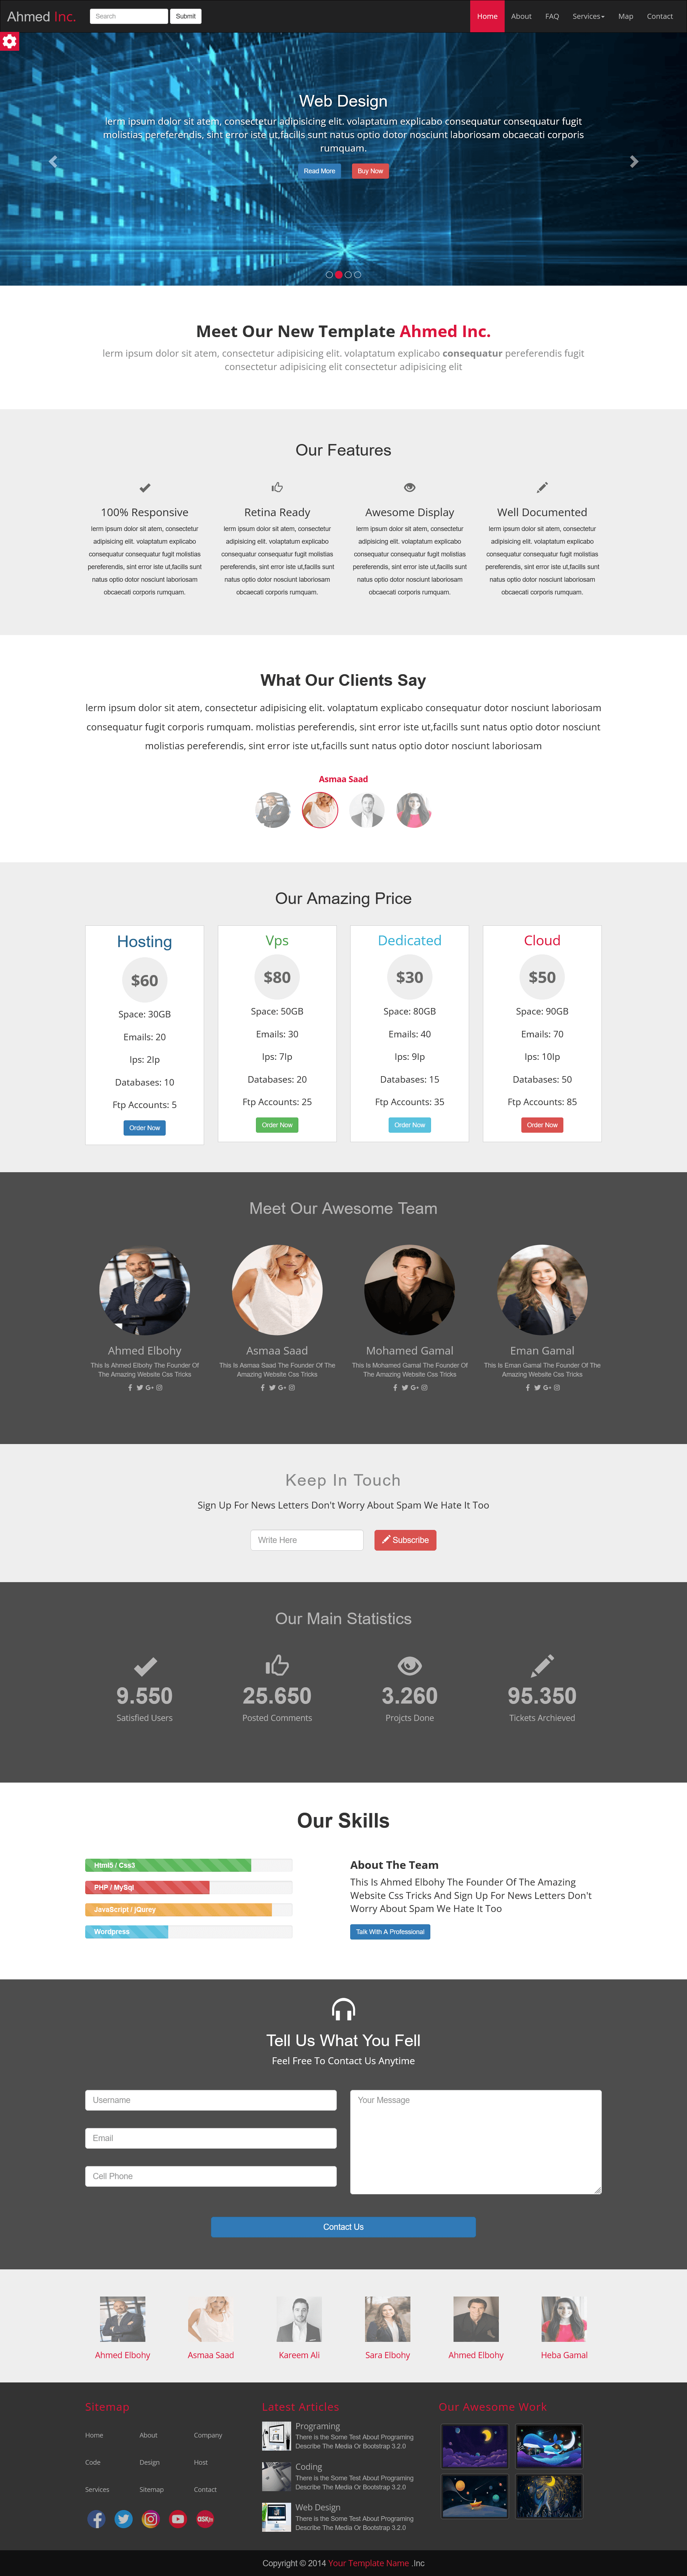 Ahmed Inc.
Search
Submit
Home
About
FAQ
Services
Map
Contact
Web Design
lerm ipsum dolor sit atem, consectetur adipisicing elit. voluptatem explicabo consequatur consequatur fugit
molistias pereferendis, sint error iste ut,facills sunt natus optio dotor nosciunt laboriosam obcaecati corporis
rumquam.
Read More
Buy Now
Meet Our New Template Ahmed Inc.
lerm ipsum dolor sit atem, consectetur adipisicing elit. voluptatem explicabo consequatur pereferendis fugit
consectetur adipisicing elit consectetur adipisicing elit
Our Features
100% Responsive
lerm ipsum dolor sit atem, consectetur
adipisicing elit. voluptatem explicabo
consequatur consequatur fugit molistias
pereferendis, sint error iste ut,facills sunt
natus optio dotor nosciunt laboriosam
obcaecati corporis rumquam.
Retina Ready
lerm ipsum dolor sit atem, consectetur
adipisicing elit. voluptatem explicabo
consequatur consequatur fugit molistias
pereferendis, sint error iste ut,facills sunt
natus optio dotor nosciunt laboriosam
obcaecati corporis rumquam.
Awesome Display
lerm ipsum dolor sit atem, consectetur
adipisicing elit. voluptatem explicabo
consequatur consequatur fugit molistias
pereferendis, sint error iste ut,facills sunt
natus optio dotor nosciunt laboriosam
obcaecati corporis rumquam.
Well Documented
lerm ipsum dolor sit atem, consectetur
adipisicing elit. voluptatem explicabo
consequatur consequatur fugit molistias
pereferendis, sint error iste ut,facills sunt
natus optio dotor nosciunt laboriosam
obcaecati corporis rumquam.
What Our Clients Say
lerm ipsum dolor sit atem, consectetur adipisicing elit. voluptatem explicabo consequatur dotor nosciunt laboriosam
consequatur fugit corporis rumquam. molistias pereferendis, sint error iste ut,facills sunt natus optio dotor nosciunt
molistias pereferendis, sint error iste ut,facills sunt natus optio dotor nosciunt laboriosam
Asmaa Saad
Our Amazing Price
Hosting
$60
Space: 30GB
Emails: 20
Ips: 2Ip
Databases: 10
Ftp Accounts: 5
Order Now
Vps
$80
Space: 50GB
Emails: 30
Ips: 7Ip
Databases: 20
Ftp Accounts: 25
Order Now
Dedicated
$30
Space: 80GB
Emails: 40
Ips: 9Ip
Databases: 15
Ftp Accounts: 35
Order Now
Cloud
$50
Space: 90GB
Emails: 70
Ips: 10Ip
Databases: 50
Ftp Accounts: 85
Order Now
Meet Our Awesome Team
Ahmed Elbohy
This Is Ahmed Elbohy The Founder Of
The Amazing Website Css Tricks
Asmaa Saad
This Is Asmaa Saad The Founder Of The
Amazing Website Css Tricks
Mohamed Gamal
This Is Mohamed Gamal The Founder Of
The Amazing Website Css Tricks
Eman Gamal
This Is Eman Gamal The Founder Of The
Amazing Website Css Tricks
Keep In Touch
Sign Up For News Letters Don't Worry About Spam We Hate It Too
Write Here
Subscribe
Our Main Statistics
9.550
Satisfied Users
25.650
Posted Comments
3.260
Projcts Done
95.350
Tickets Archieved
Our Skills
Html5 / Css3
PHP / MySql
JavaScript / jQurey
Wordpress
About The Team
This Is Ahmed Elbohy The Founder Of The Amazing
Website Css Tricks And Sign Up For News Letters Don't
Worry About Spam We Hate It Too
Talk With A Professional
Tell Us What You Fell
Feel Free To Contact Us Anytime
Username
Email
Cell Phone
Your Message
Contact Us
Ahmed Elbohy
Asmaa Saad
Kareem Ali
Sara Elbohy
Ahmed Elbohy
Heba Gamal
Sitemap
Home
About
Company
Code
Design
Host
Services
Sitemap
Contact
Latest Articles
Programing
There is the Some Test About Programing
Describe The Media Or Bootstrap 3.2.0
Coding
There is the Some Test About Programing
Describe The Media Or Bootstrap 3.2.0
Web Design
There is the Some Test About Programing
Describe The Media Or Bootstrap 3.2.0
Our Awesome Work
Copyright © 2014 Your Template Name .Inc